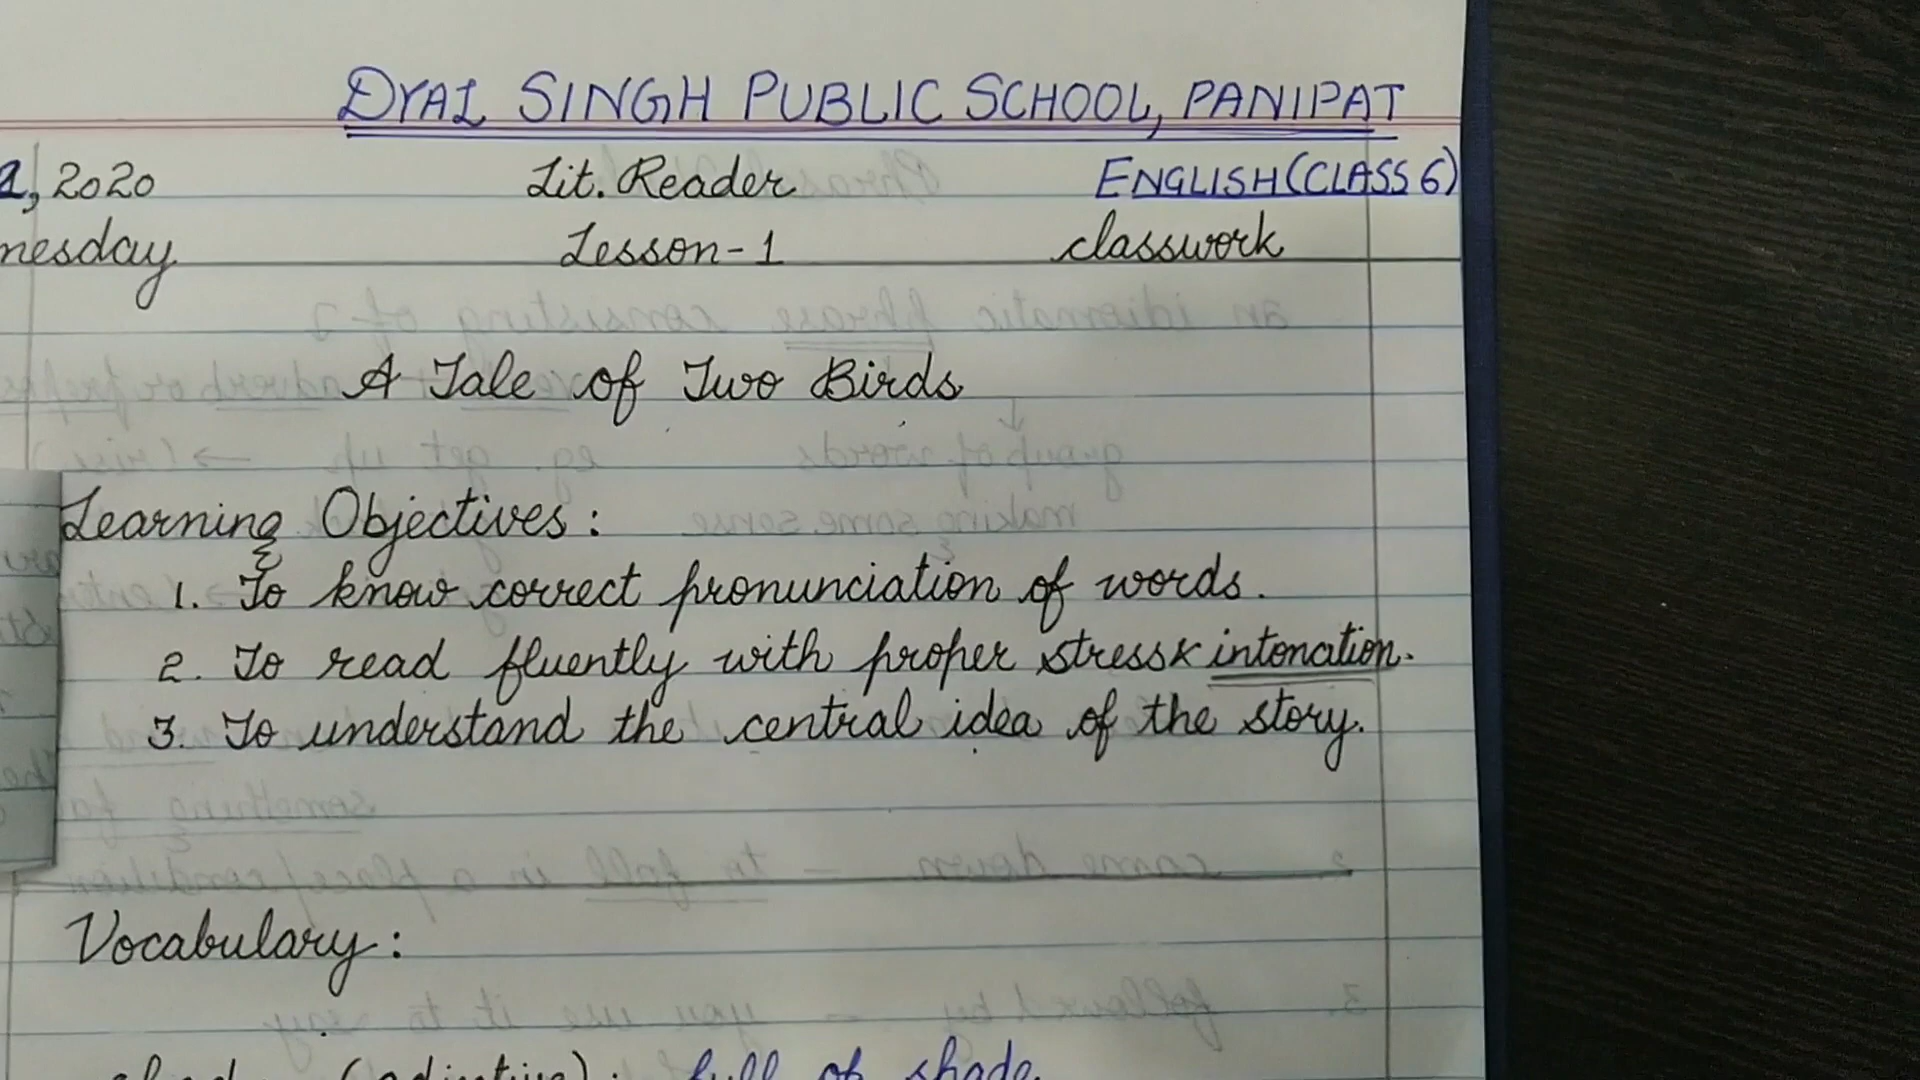 DYAL SINGH PUBLIC SCHOOL, PANIPAT
, 2020 Lit. Reader ENGLISH (CLASS 6)
nesday Lesson-1 classwork
A Tale of Two Birds
Learning Objectives :
1. To know correct pronunciation of words.
2. To read fluently with proper stress & intonation.
3. To understand the central idea of the story.
Vocabulary :
(adjective) : full of shade